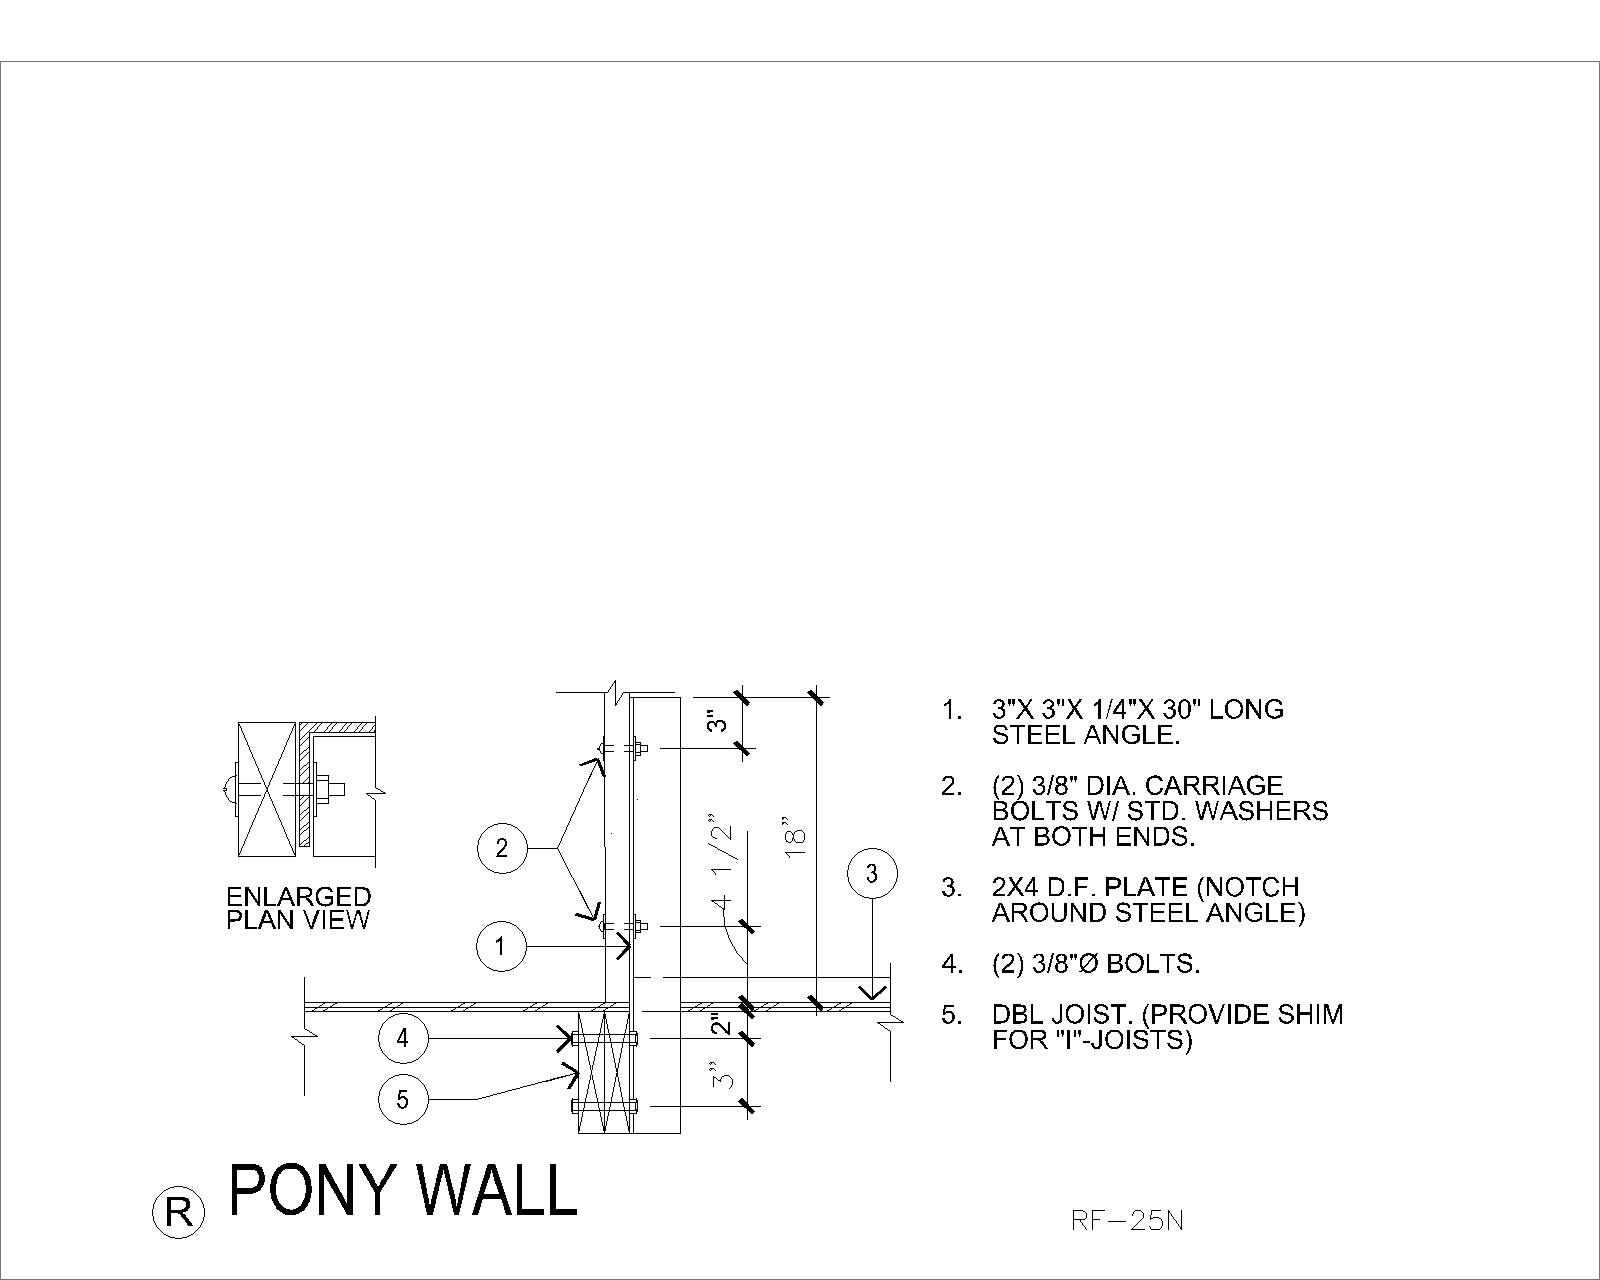 3"
18"
4 1/2"
2"
3"
2
1
3
4
5
ENLARGED
PLAN VIEW
1. 3"X 3"X 1/4"X 30" LONG
STEEL ANGLE.
2. (2) 3/8" DIA. CARRIAGE
BOLTS W/ STD. WASHERS
AT BOTH ENDS.
3. 2X4 D.F. PLATE (NOTCH
AROUND STEEL ANGLE)
4. (2) 3/8"Ø BOLTS.
5. DBL JOIST. (PROVIDE SHIM
FOR "I"-JOISTS)
R PONY WALL
RF-25N